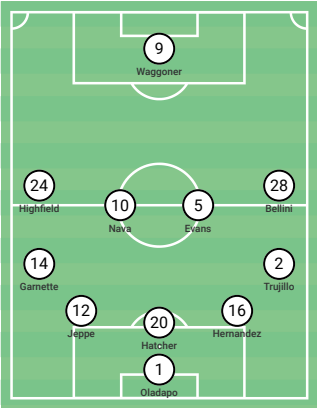 9
Waggoner
24
Highfield
28
Bellini
10
Nava
5
Evans
14
Garnette
2
Trujillo
12
Jeppe
16
Hernandez
20
Hatcher
1
Oladapo